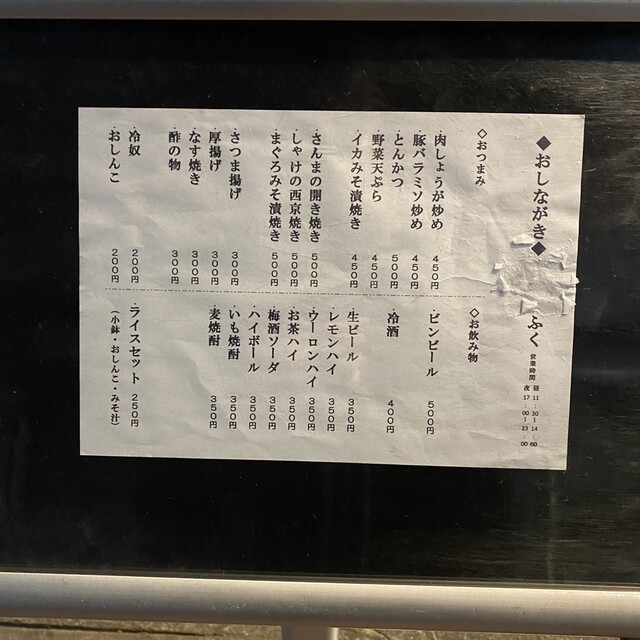 ◆おしながき◆
ふく
営業時間
昼11:30～14:00
夜17:00～23:00
◇おつまみ
・肉しょうが炒め 450円
・豚バラミソ炒め 450円
・とんかつ 500円
・野菜天ぷら 450円
・イカみそ漬焼き 450円
・さんまの開き焼き 500円
・しゃけの西京焼き 500円
・まぐろみそ漬焼き 500円
・さつま揚げ 300円
・厚揚げ 300円
・なす焼き 300円
・酢の物 300円
・冷奴 200円
・おしんこ 200円
◇お飲み物
・ビンビール 500円
・冷酒 400円
・生ビール 350円
・レモンハイ 350円
・ウーロンハイ 350円
・お茶ハイ 350円
・梅酒ソーダ 350円
・ハイボール 350円
・いも焼酎 350円
・麦焼酎 350円
・ライスセット 250円
（小鉢・おしんこ・みそ汁）